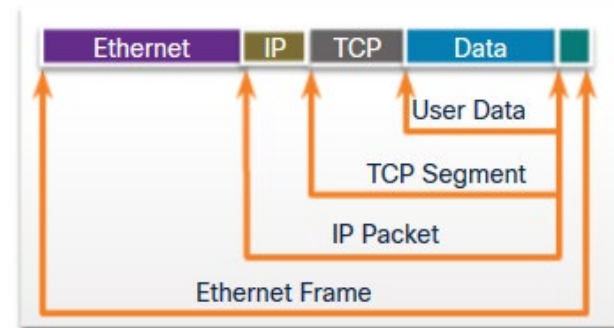 Ethernet IP TCP Data
User Data
TCP Segment
IP Packet
Ethernet Frame